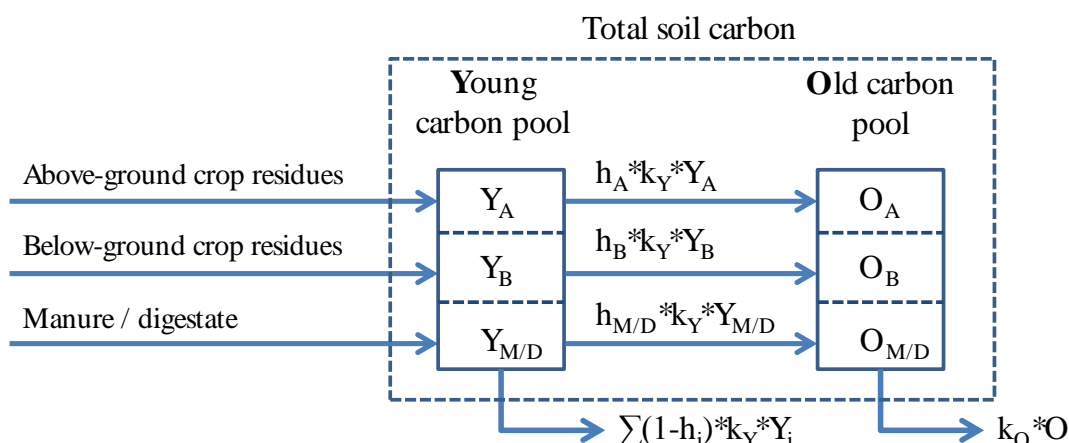 Total soil carbon
Young
carbon pool
Old carbon
pool
Above-ground crop residues
h_A*k_Y*Y_A
Y_A
O_A
Below-ground crop residues
h_B*k_Y*Y_B
Y_B
O_B
Manure / digestate
h_M/D*k_Y*Y_M/D
Y_M/D
O_M/D
∑(1-h_i)*k_Y*Y_i
k_O*O